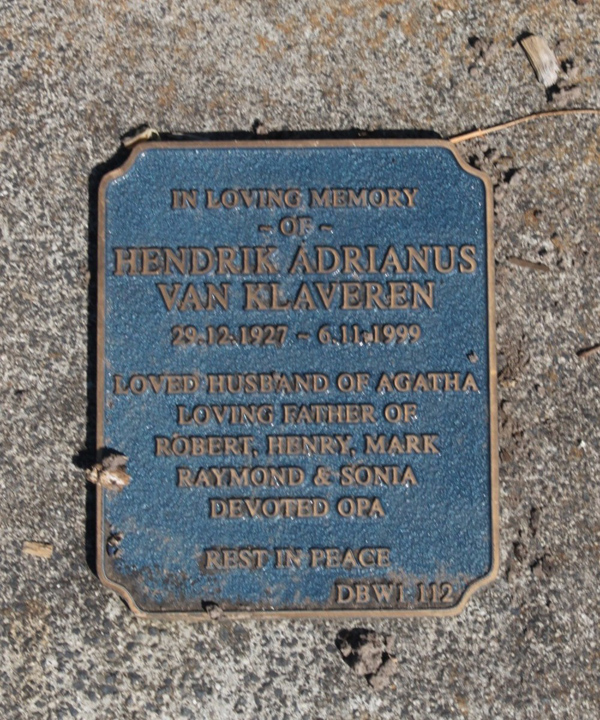 IN LOVING MEMORY
- OF -
HENDRIK ADRIANUS
VAN KLAVEREN
29.12.1927 - 6.11.1999
LOVED HUSBAND OF AGATHA
LOVING FATHER OF
ROBERT, HENRY, MARK
RAYMOND & SONIA
DEVOTED OPA
REST IN PEACE
DBW1 112